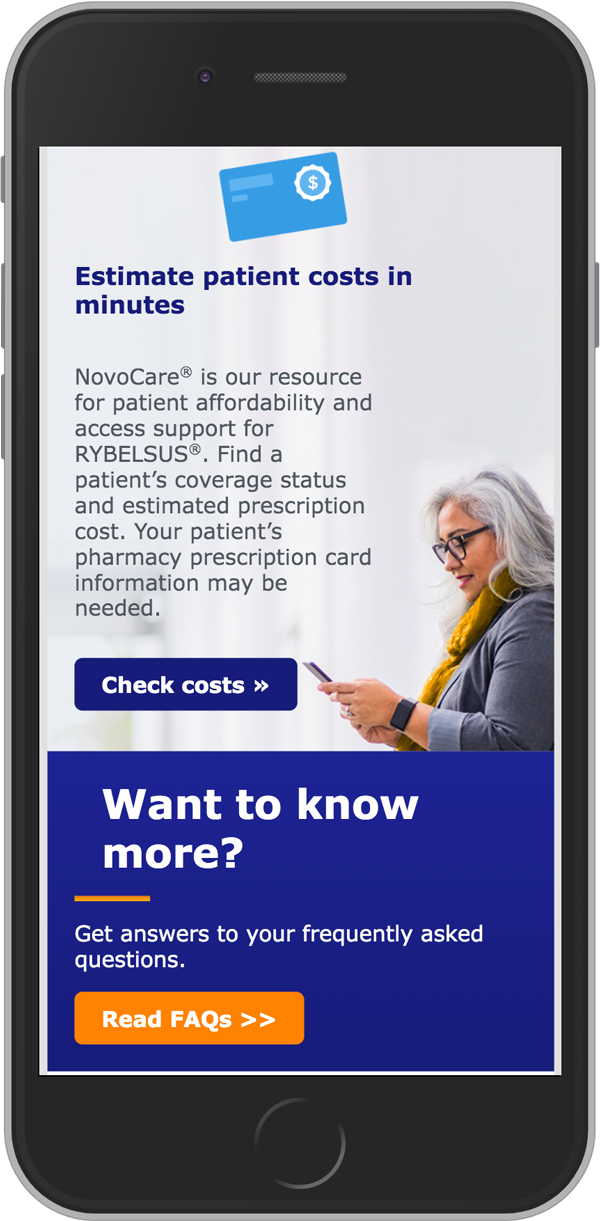 $
Estimate patient costs in
minutes
NovoCare® is our resource
for patient affordability and
access support for
RYBELSUS®. Find a
patient’s coverage status
and estimated prescription
cost. Your patient’s
pharmacy prescription card
information may be
needed.
Check costs »
Want to know
more?
Get answers to your frequently asked
questions.
Read FAQs >>